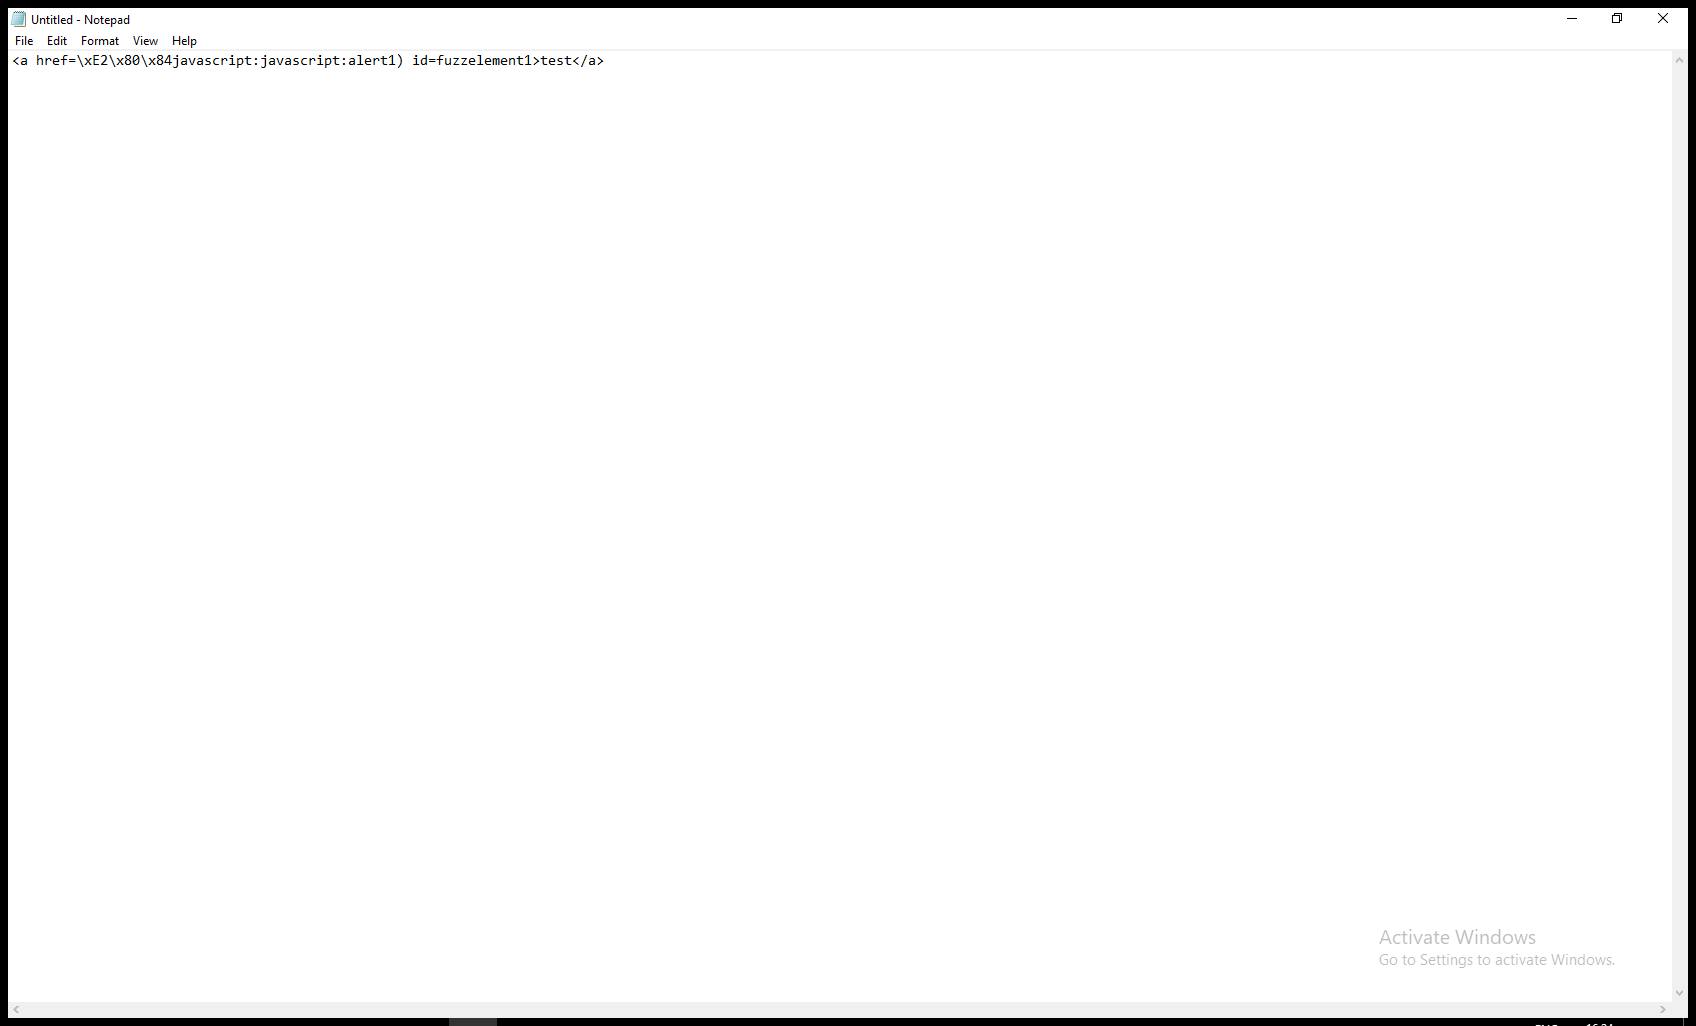 Untitled - Notepad
File Edit Format View Help
<a href=\xE2\x80\x84javascript:javascript:alert1) id=fuzzelement1>test</a>
Activate Windows
Go to Settings to activate Windows.